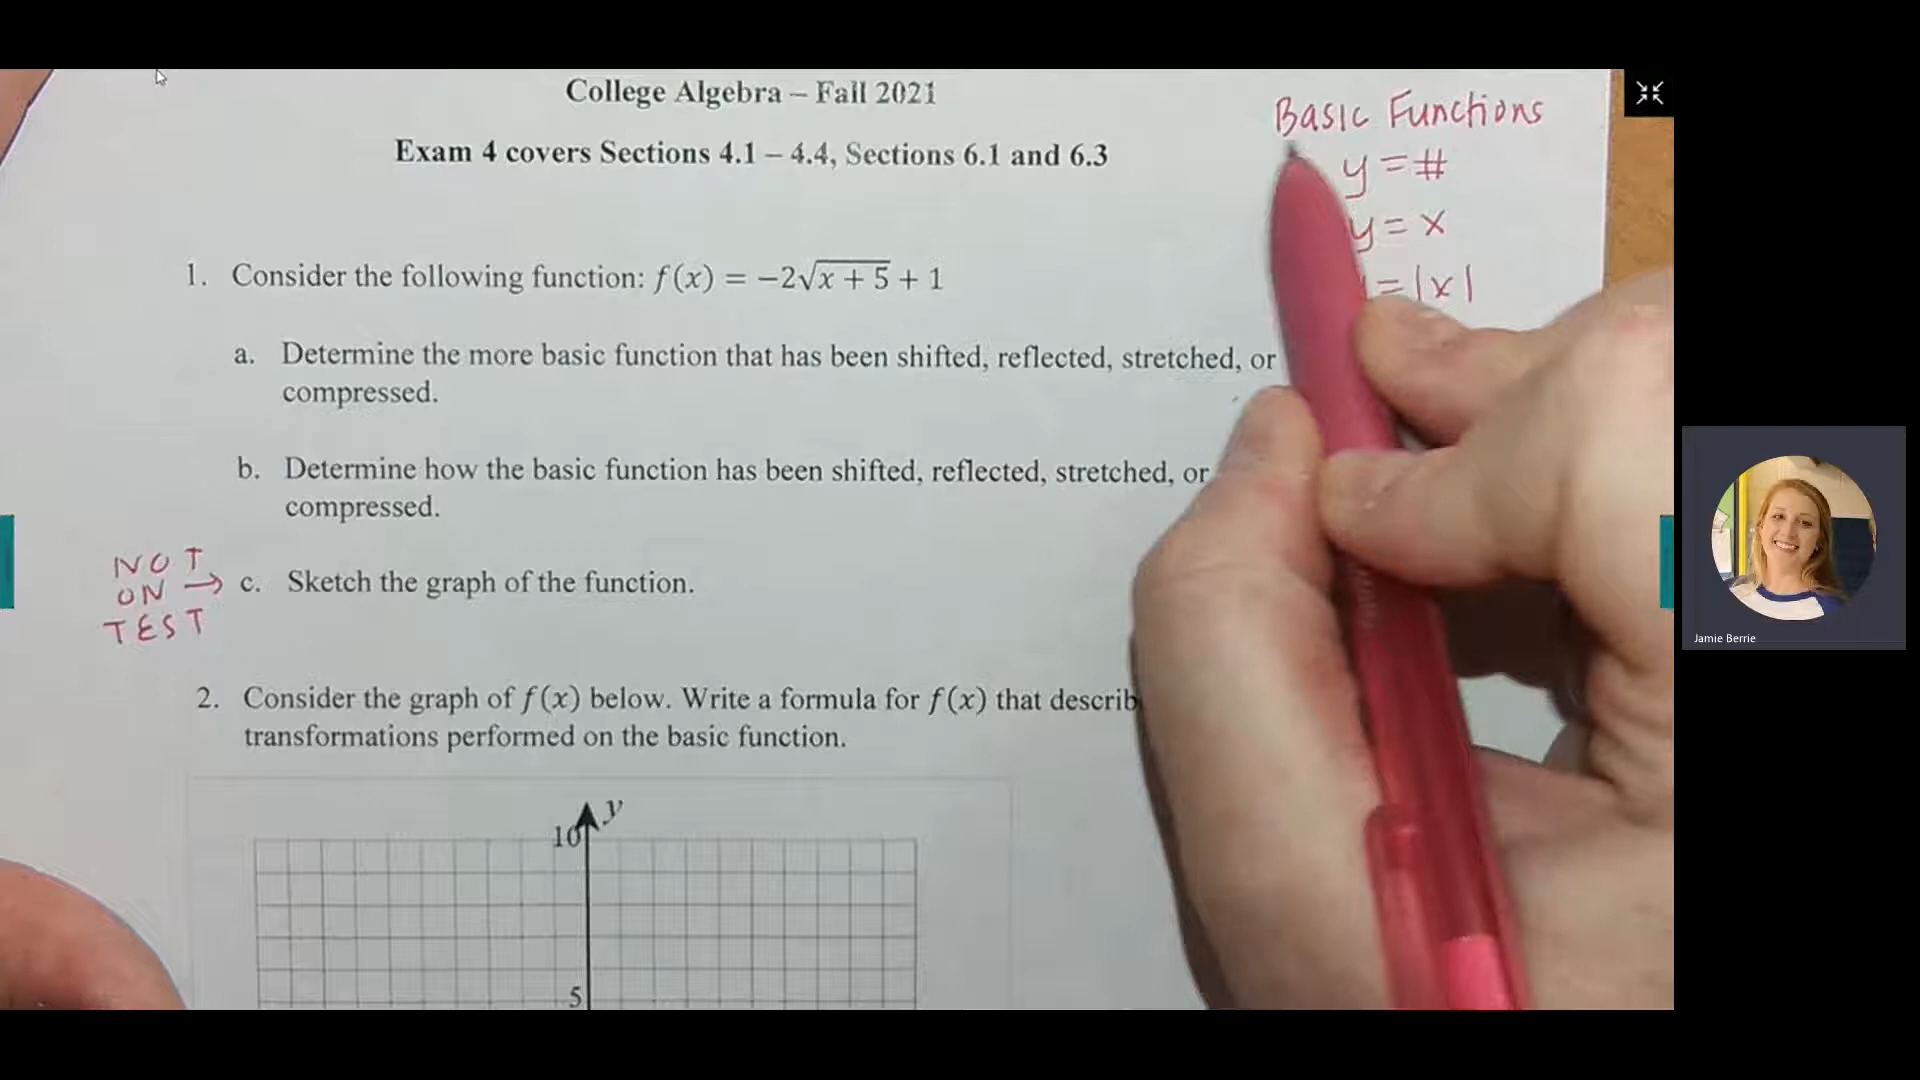 College Algebra – Fall 2021
Exam 4 covers Sections 4.1 – 4.4, Sections 6.1 and 6.3
Basic Functions
y = #
y = x
= |x|
1. Consider the following function: f(x) = −2√(x + 5) + 1
a. Determine the more basic function that has been shifted, reflected, stretched, or
compressed.
b. Determine how the basic function has been shifted, reflected, stretched, or
compressed.
NOT
ON →
TEST
c. Sketch the graph of the function.
2. Consider the graph of f(x) below. Write a formula for f(x) that describ
transformations performed on the basic function.
y
10
5
Jamie Berrie